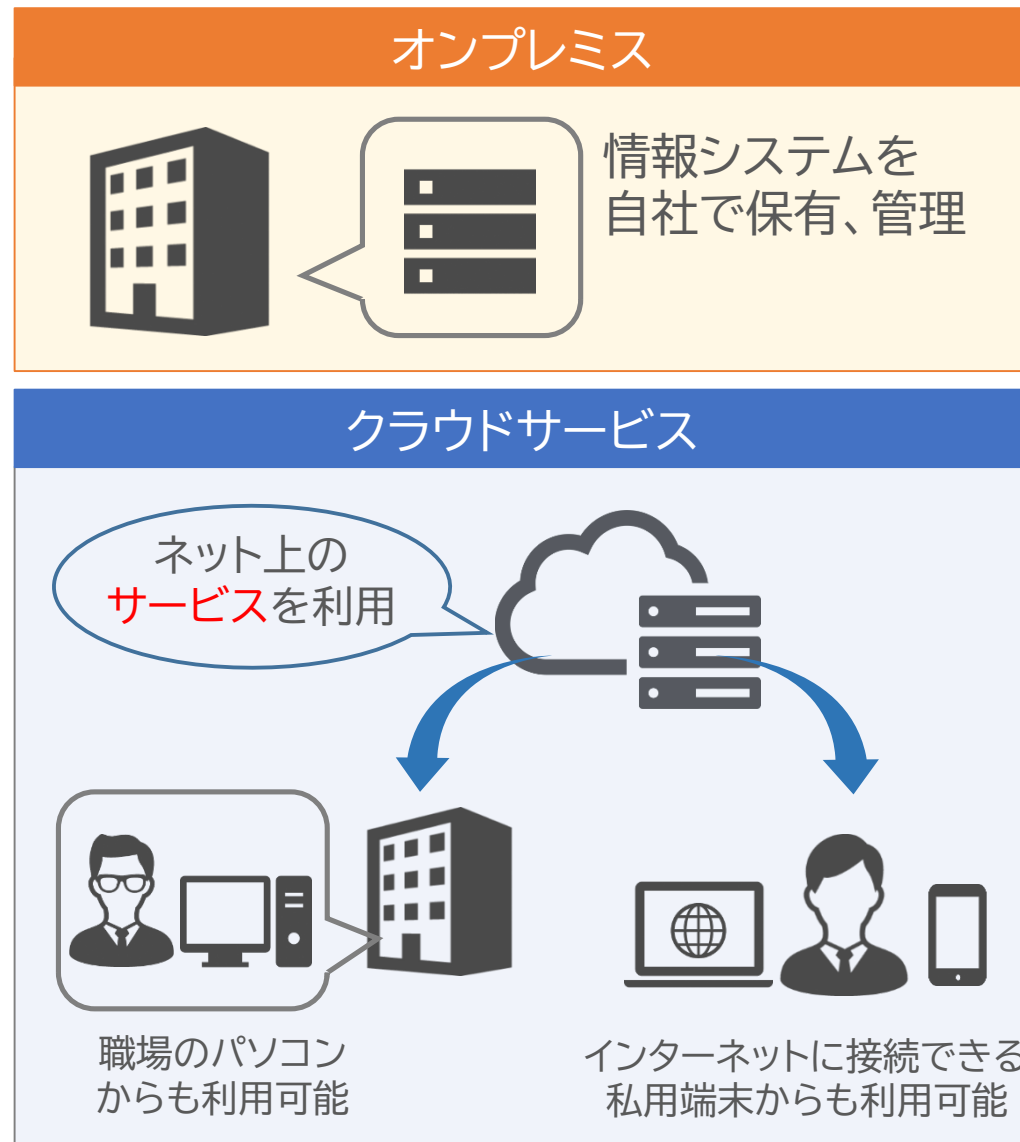 オンプレミス
情報システムを
自社で保有、管理
クラウドサービス
ネット上の
サービスを利用
職場のパソコン
からも利用可能
インターネットに接続できる
私用端末からも利用可能